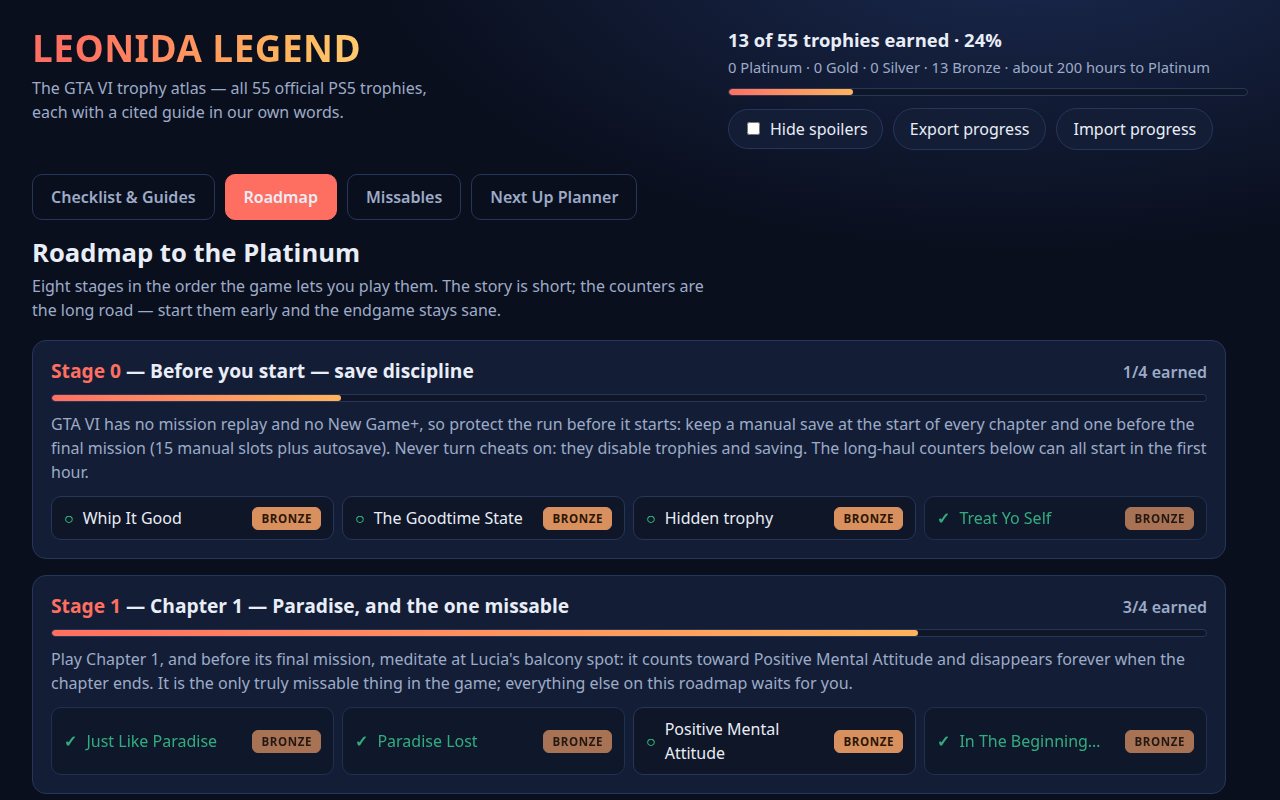 LEONIDA LEGEND
The GTA VI trophy atlas — all 55 official PS5 trophies,
each with a cited guide in our own words.
13 of 55 trophies earned · 24%
0 Platinum · 0 Gold · 0 Silver · 13 Bronze · about 200 hours to Platinum
Hide spoilers
Export progress
Import progress
Checklist & Guides
Roadmap
Missables
Next Up Planner
Roadmap to the Platinum
Eight stages in the order the game lets you play them. The story is short; the counters are
the long road — start them early and the endgame stays sane.
Stage 0 — Before you start — save discipline
1/4 earned
GTA VI has no mission replay and no New Game+, so protect the run before it starts: keep a manual save at the start of every chapter and one before the
final mission (15 manual slots plus autosave). Never turn cheats on: they disable trophies and saving. The long-haul counters below can all start in the first
hour.
○ Whip It Good BRONZE
○ The Goodtime State BRONZE
○ Hidden trophy BRONZE
✓ Treat Yo Self BRONZE
Stage 1 — Chapter 1 — Paradise, and the one missable
3/4 earned
Play Chapter 1, and before its final mission, meditate at Lucia's balcony spot: it counts toward Positive Mental Attitude and disappears forever when the
chapter ends. It is the only truly missable thing in the game; everything else on this roadmap waits for you.
✓ Just Like Paradise BRONZE
✓ Paradise Lost BRONZE
○ Positive Mental
Attitude BRONZE
✓ In The Beginning... BRONZE